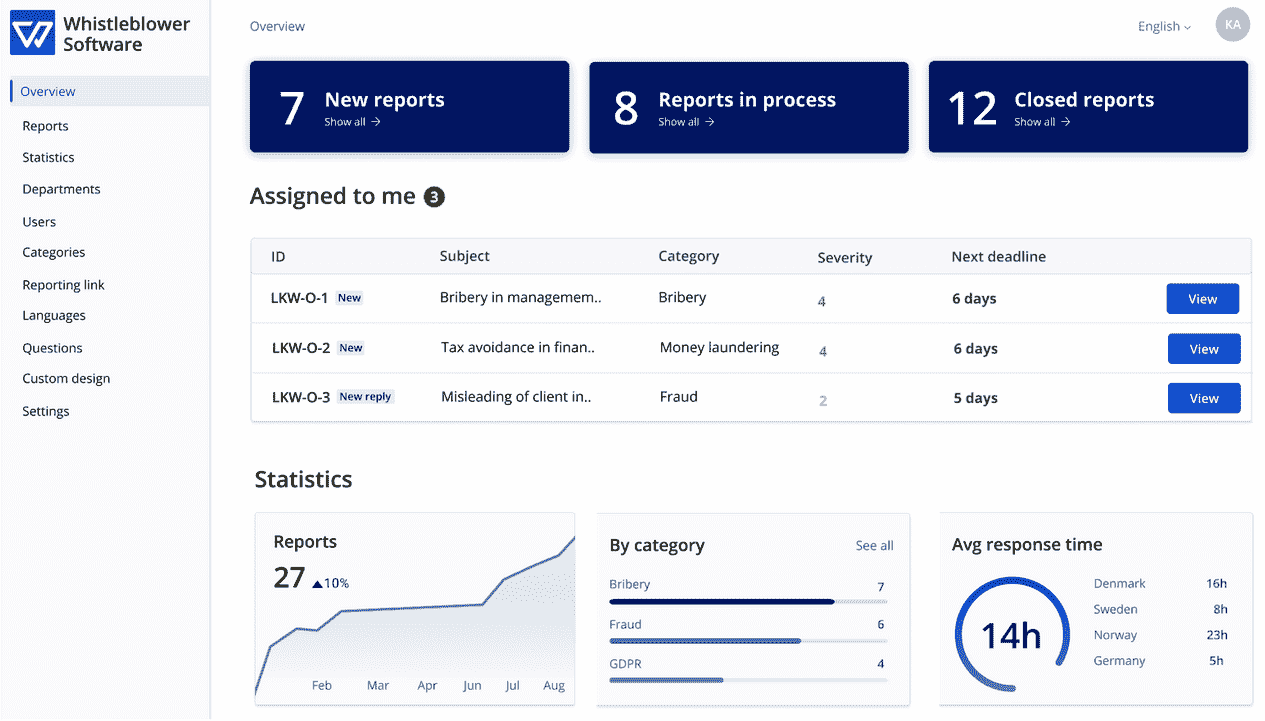 Whistleblower
Software
Overview
Reports
Statistics
Departments
Users
Categories
Reporting link
Languages
Questions
Custom design
Settings
Overview
English
KA
7 New reports
Show all →
8 Reports in process
Show all →
12 Closed reports
Show all →
Assigned to me 3
ID Subject Category Severity Next deadline
LKW-O-1 New Bribery in managemem.. Bribery 4 6 days View
LKW-O-2 New Tax avoidance in finan.. Money laundering 4 6 days View
LKW-O-3 New reply Misleading of client in.. Fraud 2 5 days View
Statistics
Reports
27 ▲10%
Feb Mar Apr Jun Jul Aug
By category See all
Bribery 7
Fraud 6
GDPR 4
Avg response time
14h
Denmark 16h
Sweden 8h
Norway 23h
Germany 5h